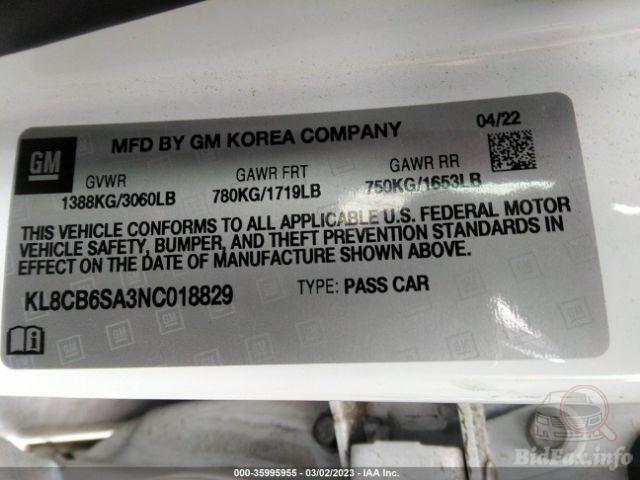 MFD BY GM KOREA COMPANY
04/22
GM
GVWR
GAWR FRT
GAWR RR
1388KG/3060LB
780KG/1719LB
750KG/1653LB
THIS VEHICLE CONFORMS TO ALL APPLICABLE U.S. FEDERAL MOTOR
VEHICLE SAFETY, BUMPER, AND THEFT PREVENTION STANDARDS IN
EFFECT ON THE DATE OF MANUFACTURE SHOWN ABOVE.
KL8CB6SA3NC018829
TYPE: PASS CAR
BidFax.info
000-35995955 | 03/02/2023 | IAA Inc.